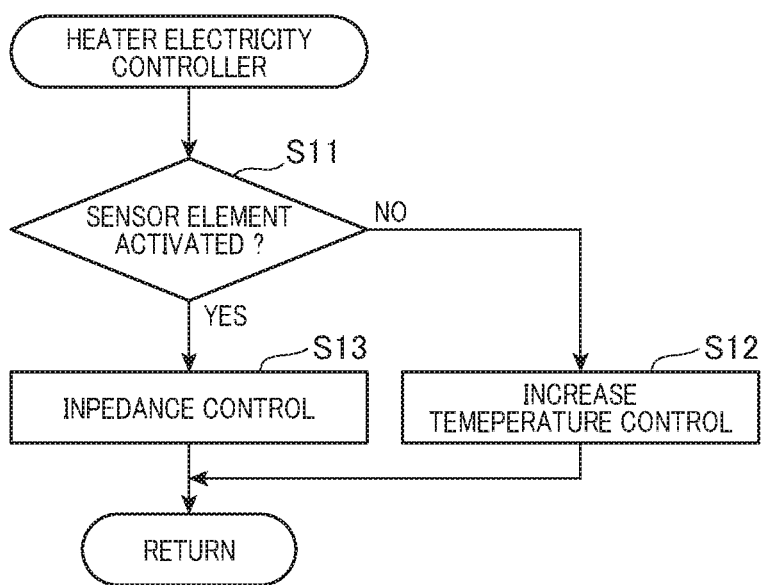 HEATER ELECTRICITY
CONTROLLER
S11
SENSOR ELEMENT
ACTIVATED ?
NO
YES
S13
INPEDANCE CONTROL
S12
INCREASE
TEMEPERATURE CONTROL
RETURN